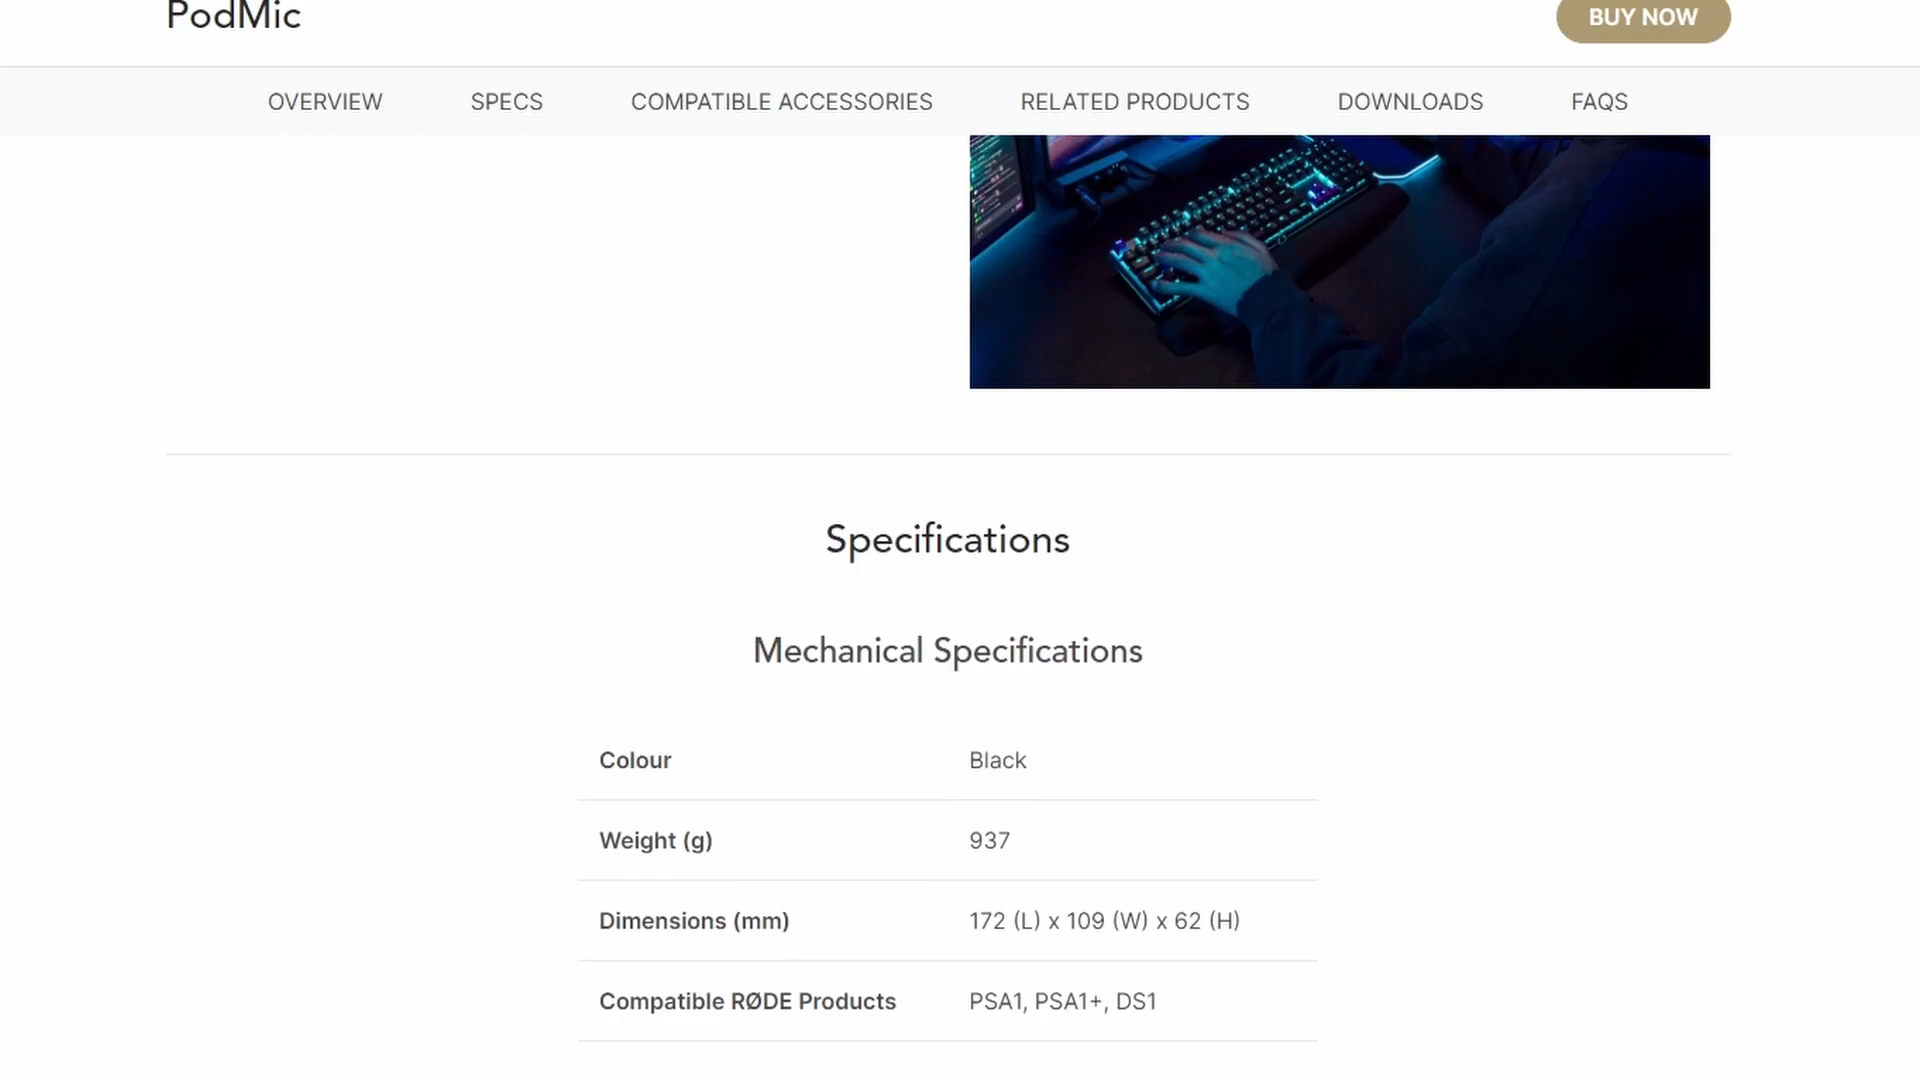 PodMic
BUY NOW
OVERVIEW
SPECS
COMPATIBLE ACCESSORIES
RELATED PRODUCTS
DOWNLOADS
FAQS
Specifications
Mechanical Specifications
Colour
Black
Weight (g)
937
Dimensions (mm)
172 (L) x 109 (W) x 62 (H)
Compatible RØDE Products
PSA1, PSA1+, DS1